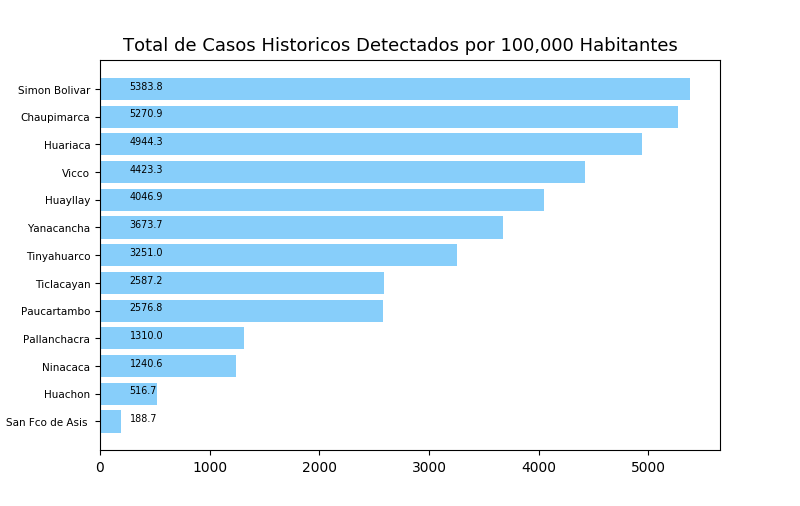 Total de Casos Historicos Detectados por 100,000 Habitantes
Simon Bolivar 5383.8
Chaupimarca 5270.9
Huariaca 4944.3
Vicco 4423.3
Huayllay 4046.9
Yanacancha 3673.7
Tinyahuarco 3251.0
Ticlacayan 2587.2
Paucartambo 2576.8
Pallanchacra 1310.0
Ninacaca 1240.6
Huachon 516.7
San Fco de Asis 188.7
0 1000 2000 3000 4000 5000